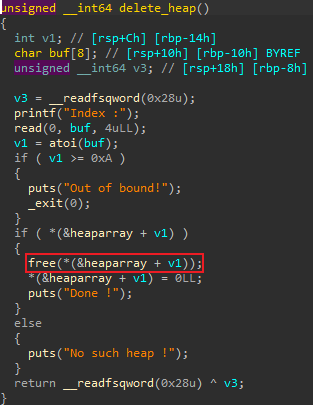 unsigned __int64 delete_heap()
{
int v1; // [rsp+Ch] [rbp-14h]
char buf[8]; // [rsp+10h] [rbp-10h] BYREF
unsigned __int64 v3; // [rsp+18h] [rbp-8h]
v3 = __readfsqword(0x28u);
printf("Index :");
read(0, buf, 4uLL);
v1 = atoi(buf);
if ( v1 >= 0xA )
{
puts("Out of bound!");
_exit(0);
}
if ( *(&heaparray + v1) )
{
free(*(&heaparray + v1));
*(&heaparray + v1) = 0LL;
puts("Done !");
}
else
{
puts("No such heap !");
}
return __readfsqword(0x28u) ^ v3;
}